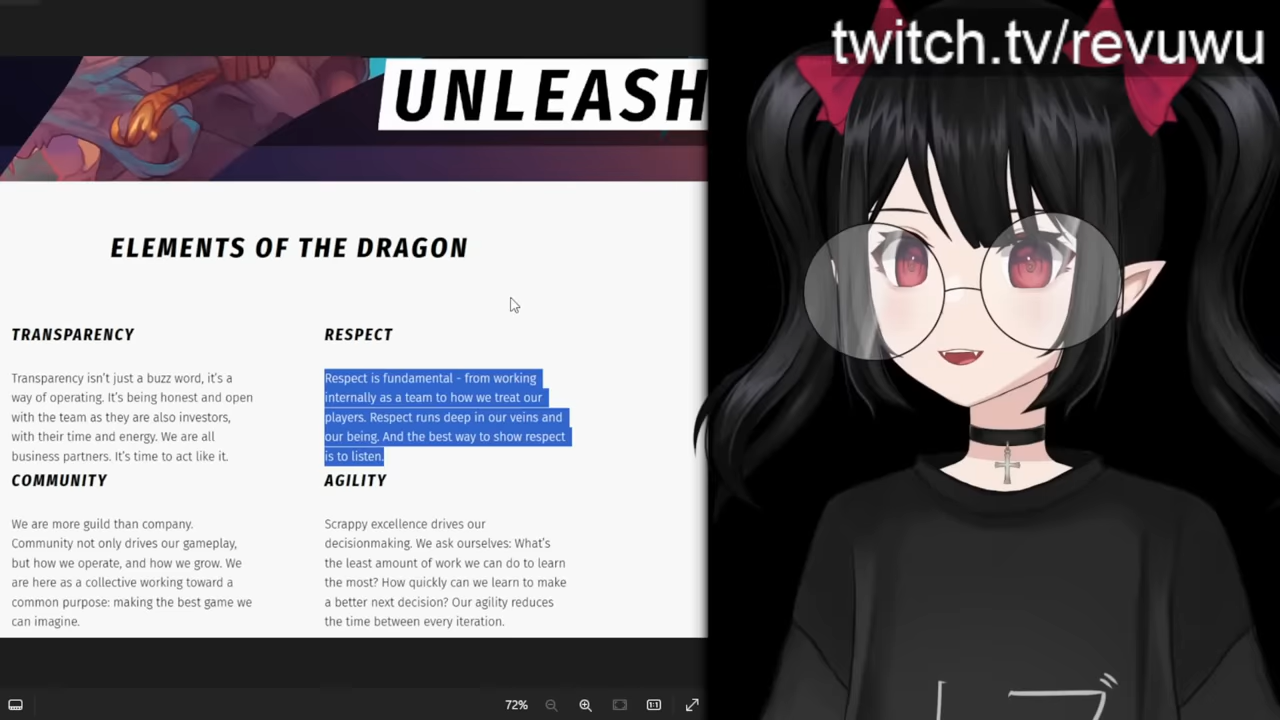 twitch.tv/revuwu
UNLEASH
ELEMENTS OF THE DRAGON
TRANSPARENCY
Transparency isn't just a buzz word, it's a
way of operating. It's being honest and open
with the team as they are also investors,
with their time and energy. We are all
business partners. It's time to act like it.
RESPECT
Respect is fundamental - from working
internally as a team to how we treat our
players. Respect runs deep in our veins and
our being. And the best way to show respect
is to listen.
COMMUNITY
We are more guild than company.
Community not only drives our gameplay,
but how we operate, and how we grow. We
are here as a collective working toward a
common purpose: making the best game we
can imagine.
AGILITY
Scrappy excellence drives our
decisionmaking. We ask ourselves: What's
the least amount of work we can do to learn
the most? How quickly can we learn to make
a better next decision? Our agility reduces
the time between every iteration.
72%
1:1